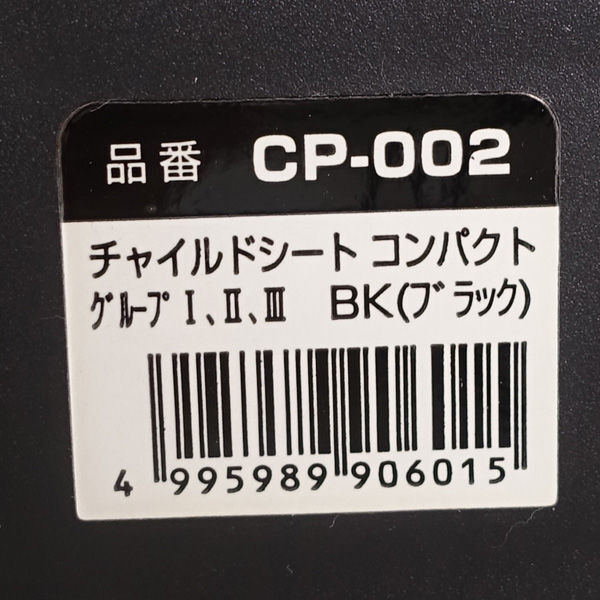 品番 CP-002
チャイルドシート コンパクト
グループ Ⅰ、Ⅱ、Ⅲ BK(ブラック)
4 995989 906015